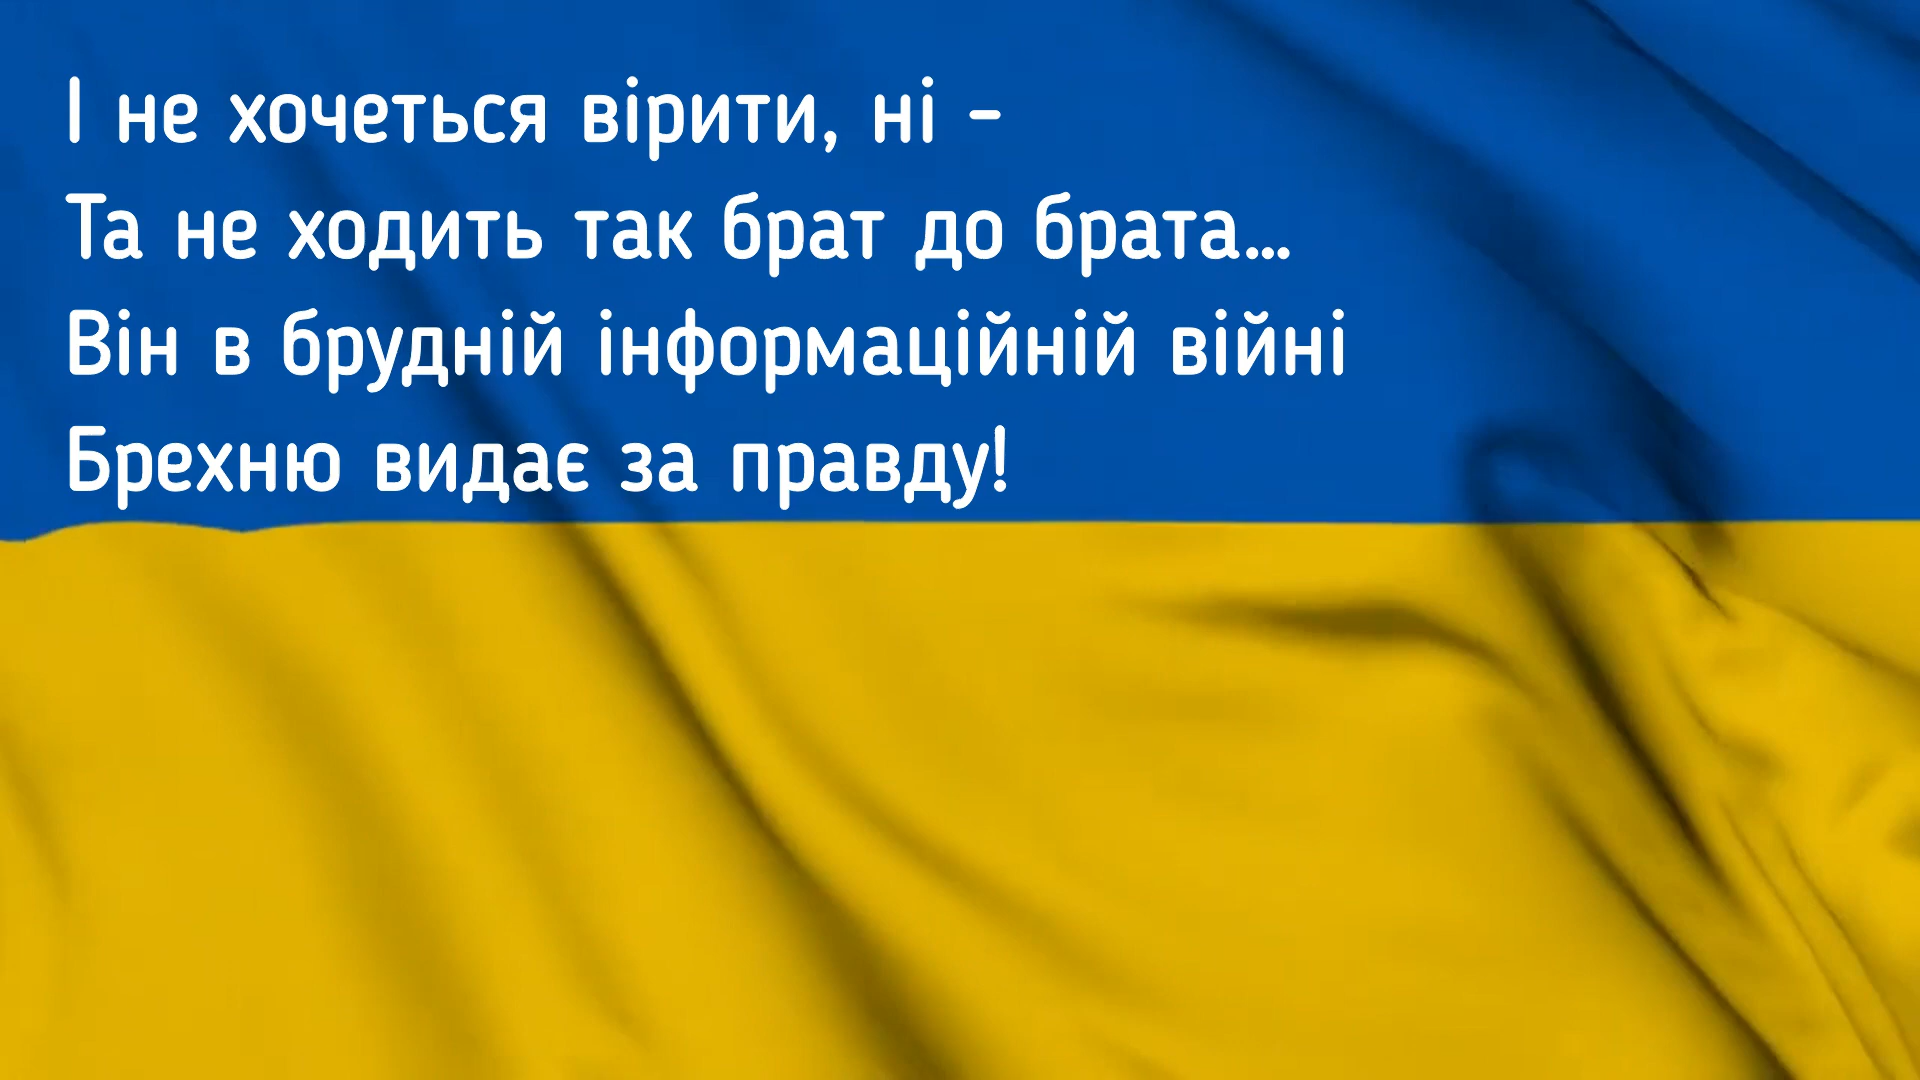 І не хочеться вірити, ні –
Та не ходить так брат до брата...
Він в брудній інформаційній війні
Брехню видає за правду!